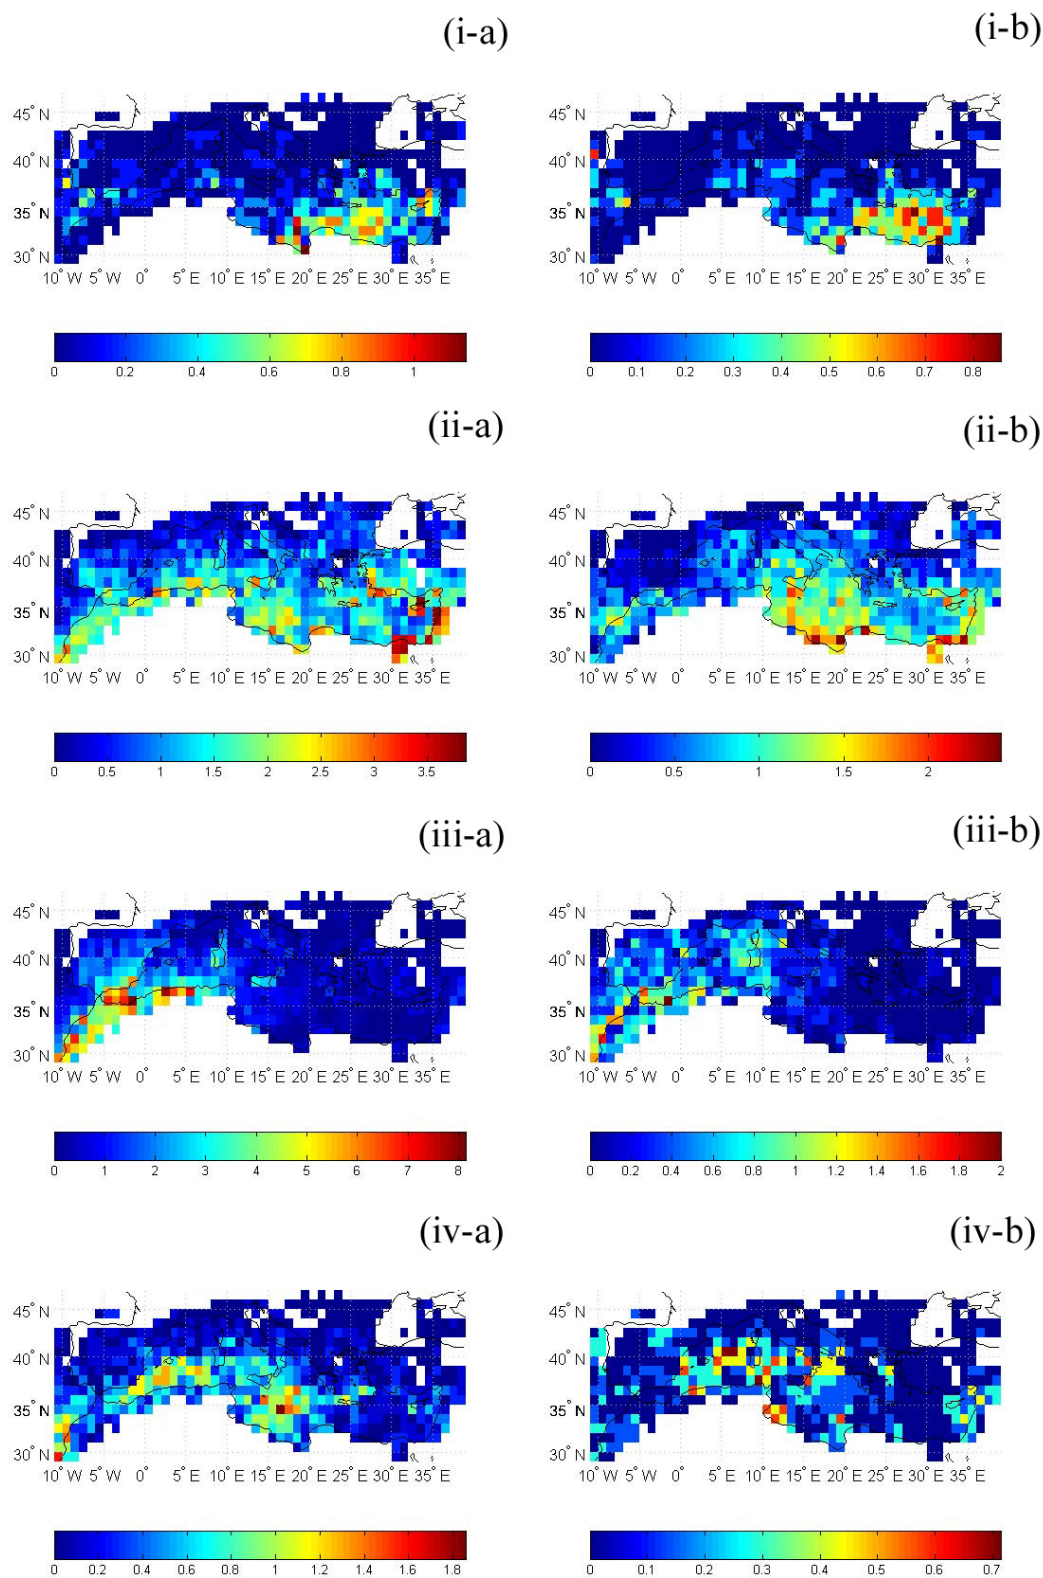 (i-a)
(i-b)
45° N
40° N
35° N
30° N
10° W 5° W 0° 5° E 10° E 15° E 20° E 25° E 30° E 35° E
0 0.2 0.4 0.6 0.8 1
45° N
40° N
35° N
30° N
10° W 5° W 0° 5° E 10° E 15° E 20° E 25° E 30° E 35° E
0 0.1 0.2 0.3 0.4 0.5 0.6 0.7 0.8
(ii-a)
(ii-b)
45° N
40° N
35° N
30° N
10° W 5° W 0° 5° E 10° E 15° E 20° E 25° E 30° E 35° E
0 0.5 1 1.5 2 2.5 3 3.5
45° N
40° N
35° N
30° N
10° W 5° W 0° 5° E 10° E 15° E 20° E 25° E 30° E 35° E
0 0.5 1 1.5 2
(iii-a)
(iii-b)
45° N
40° N
35° N
30° N
10° W 5° W 0° 5° E 10° E 15° E 20° E 25° E 30° E 35° E
0 1 2 3 4 5 6 7 8
45° N
40° N
35° N
30° N
10° W 5° W 0° 5° E 10° E 15° E 20° E 25° E 30° E 35° E
0 0.2 0.4 0.6 0.8 1 1.2 1.4 1.6 1.8 2
(iv-a)
(iv-b)
45° N
40° N
35° N
30° N
10° W 5° W 0° 5° E 10° E 15° E 20° E 25° E 30° E 35° E
0 0.2 0.4 0.6 0.8 1 1.2 1.4 1.6 1.8
45° N
40° N
35° N
30° N
10° W 5° W 0° 5° E 10° E 15° E 20° E 25° E 30° E 35° E
0 0.1 0.2 0.3 0.4 0.5 0.6 0.7